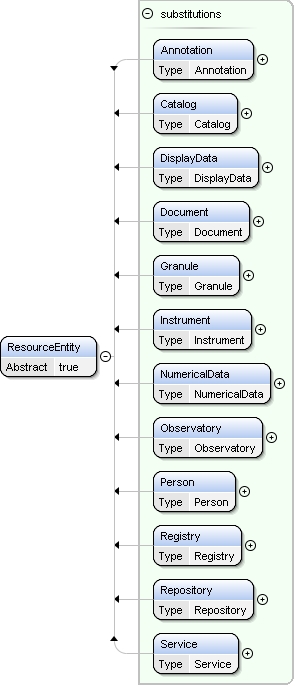 substitutions
Annotation
Type Annotation
Catalog
Type Catalog
DisplayData
Type DisplayData
Document
Type Document
Granule
Type Granule
Instrument
Type Instrument
ResourceEntity
Abstract true
NumericalData
Type NumericalData
Observatory
Type Observatory
Person
Type Person
Registry
Type Registry
Repository
Type Repository
Service
Type Service